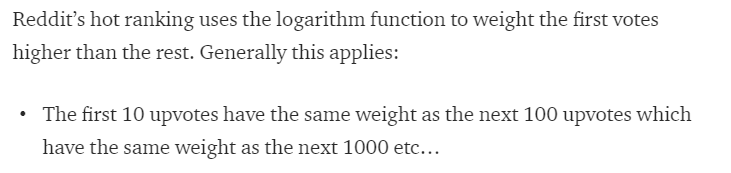 Reddit’s hot ranking uses the logarithm function to weight the first votes
higher than the rest. Generally this applies:
• The first 10 upvotes have the same weight as the next 100 upvotes which
have the same weight as the next 1000 etc…